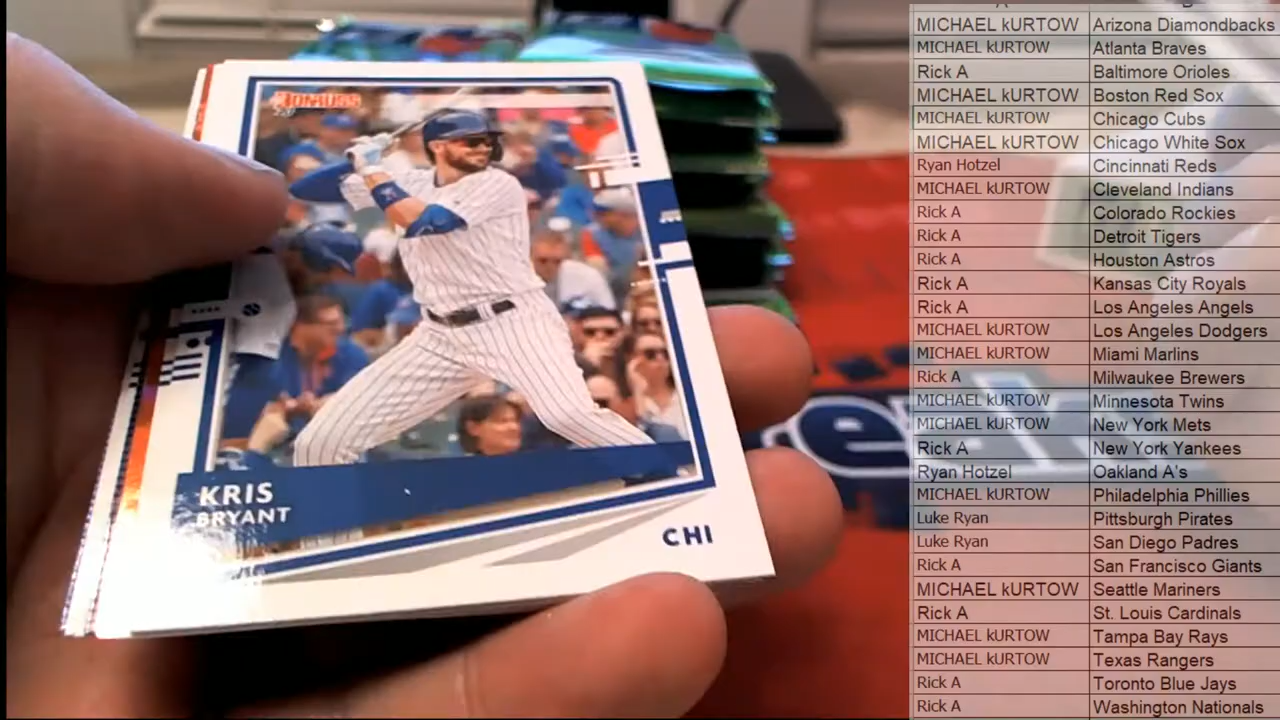 DONRUSS
KRIS
BRYANT
CHI
MICHAEL kURTOW Arizona Diamondbacks
MICHAEL kURTOW Atlanta Braves
Rick A Baltimore Orioles
MICHAEL kURTOW Boston Red Sox
MICHAEL kURTOW Chicago Cubs
MICHAEL kURTOW Chicago White Sox
Ryan Hotzel Cincinnati Reds
MICHAEL kURTOW Cleveland Indians
Rick A Colorado Rockies
Rick A Detroit Tigers
Rick A Houston Astros
Rick A Kansas City Royals
Rick A Los Angeles Angels
MICHAEL kURTOW Los Angeles Dodgers
MICHAEL kURTOW Miami Marlins
Rick A Milwaukee Brewers
MICHAEL kURTOW Minnesota Twins
MICHAEL kURTOW New York Mets
Rick A New York Yankees
Ryan Hotzel Oakland A's
MICHAEL kURTOW Philadelphia Phillies
Luke Ryan Pittsburgh Pirates
Luke Ryan San Diego Padres
Rick A San Francisco Giants
MICHAEL kURTOW Seattle Mariners
Rick A St. Louis Cardinals
MICHAEL kURTOW Tampa Bay Rays
MICHAEL kURTOW Texas Rangers
Rick A Toronto Blue Jays
Rick A Washington Nationals